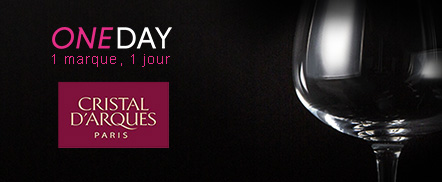 ONEDAY
1 marque, 1 jour
CRISTAL
D'ARQUES
PARIS